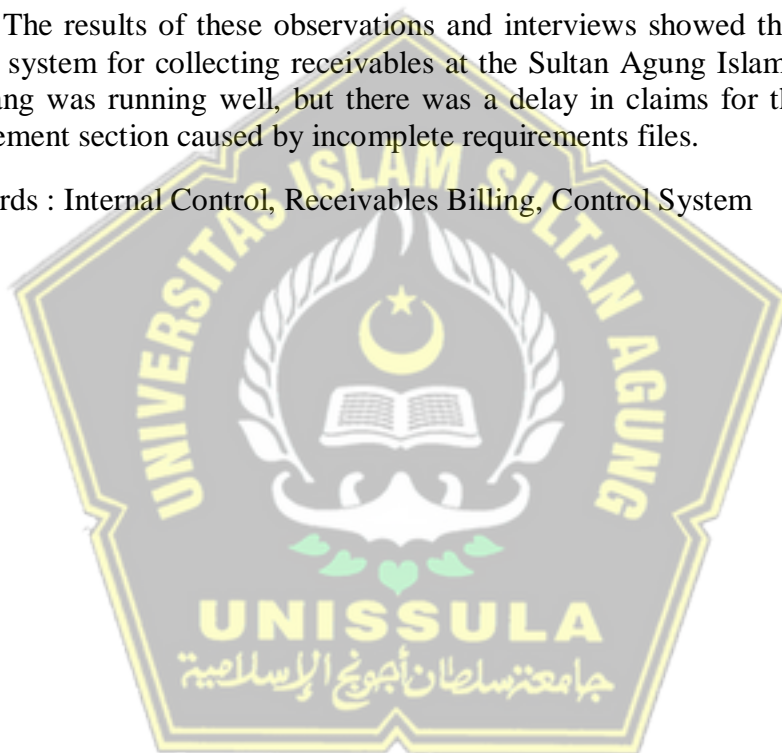 The results of these observations and interviews showed th
system for collecting receivables at the Sultan Agung Islam
ang was running well, but there was a delay in claims for th
ement section caused by incomplete requirements files.
rds : Internal Control, Receivables Billing, Control System
UNIVERSITAS ISLAM SULTAN AGUNG
UNISSULA
جامعة سلطان أجونج الإسلامية